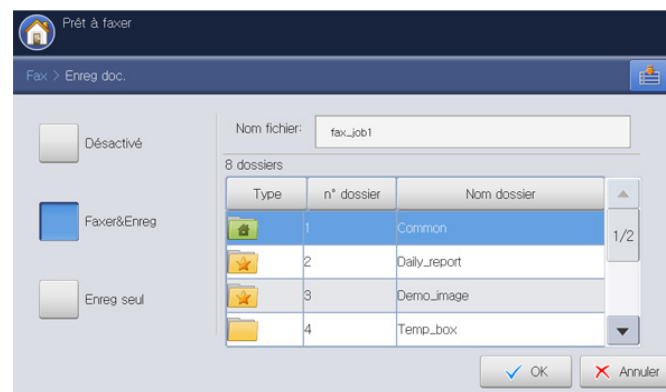 Prêt à faxer
Fax > Enreg doc.
Désactivé
Faxer&Enreg
Enreg seul
Nom fichier: fax_job1
8 dossiers
Type n° dossier Nom dossier
1 Common
2 Daily_report
3 Demo_image
4 Temp_box
1/2
OK Annuler